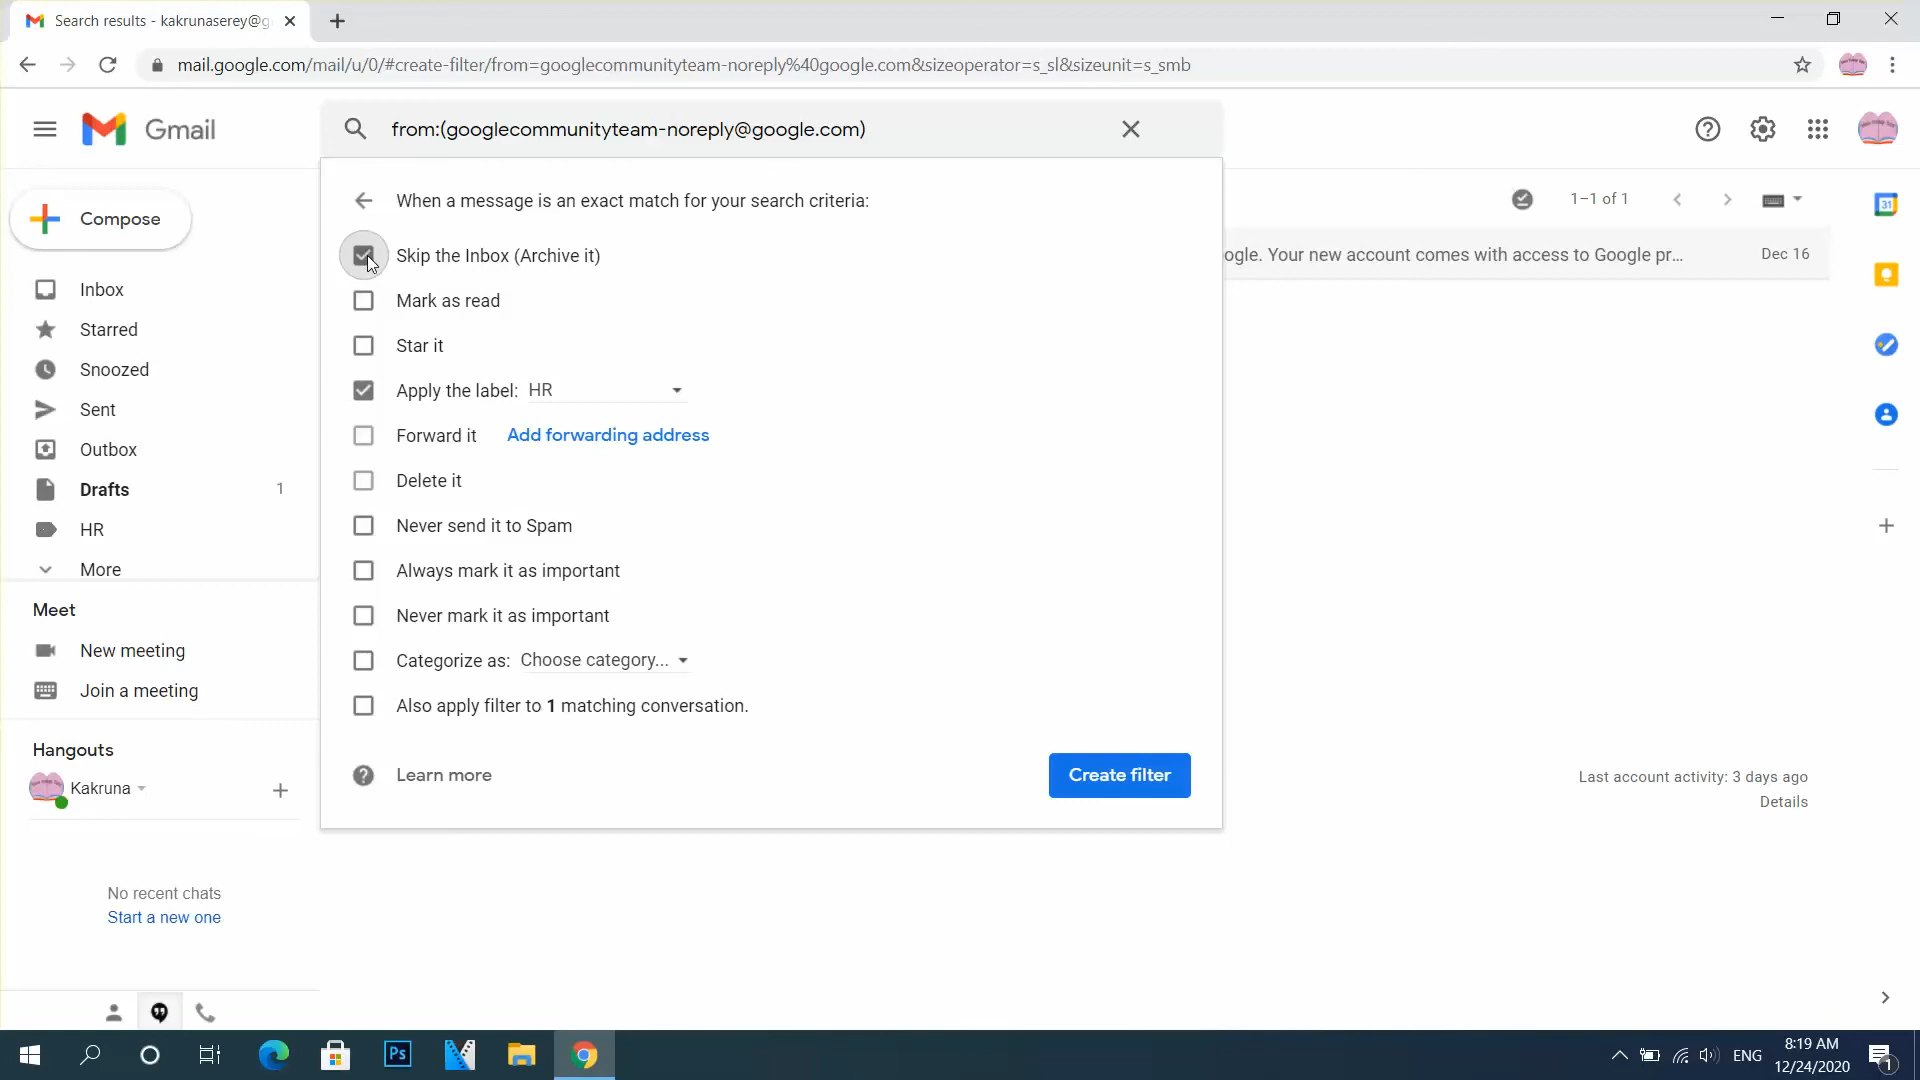 Search results - kakrunaserey@g
mail.google.com/mail/u/0/#create-filter/from=googlecommunityteam-noreply%40google.com&sizeoperator=s_sl&sizeunit=s_smb
Gmail
from:(googlecommunityteam-noreply@google.com)
Compose
Inbox
Starred
Snoozed
Sent
Outbox
Drafts 1
HR
More
Meet
New meeting
Join a meeting
Hangouts
Kakruna
No recent chats
Start a new one
When a message is an exact match for your search criteria:
Skip the Inbox (Archive it)
Mark as read
Star it
Apply the label: HR
Forward it Add forwarding address
Delete it
Never send it to Spam
Always mark it as important
Never mark it as important
Categorize as: Choose category...
Also apply filter to 1 matching conversation.
Learn more
Create filter
1–1 of 1
ogle. Your new account comes with access to Google pr... Dec 16
Last account activity: 3 days ago
Details
31
Ps
ENG
8:19 AM
12/24/2020
1